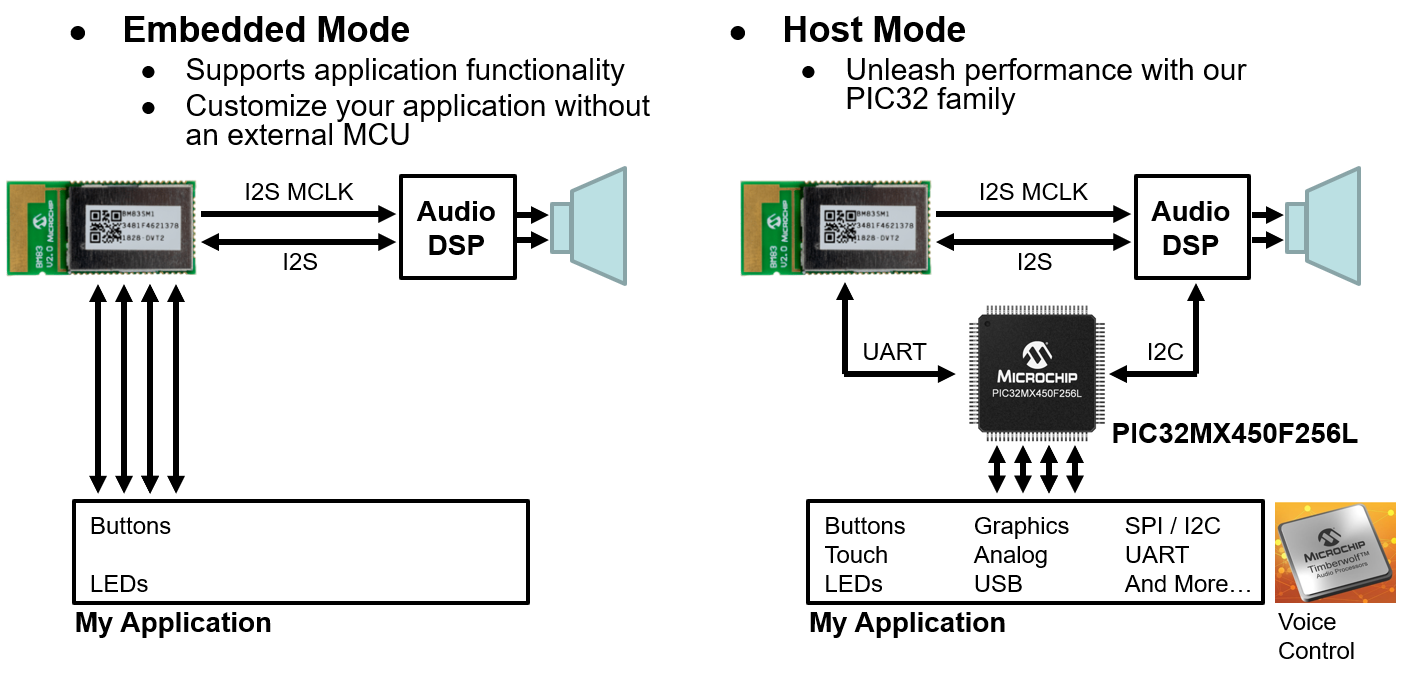 ● Embedded Mode
● Supports application functionality
● Customize your application without
an external MCU
I2S MCLK
I2S
Audio
DSP
BM83
V2.0
MICROCHIP
BM83SM1
3481F4621378
1828-DVT2
Buttons
LEDs
My Application
● Host Mode
● Unleash performance with our
PIC32 family
I2S MCLK
I2S
Audio
DSP
BM83
V2.0
MICROCHIP
BM83SM1
3481F4621378
1828-DVT2
UART
I2C
MICROCHIP
PIC32MX450F256L
PIC32MX450F256L
Buttons Graphics SPI / I2C
Touch Analog UART
LEDs USB And More…
My Application
MICROCHIP
Timberwolf™
Audio Processors
Voice
Control